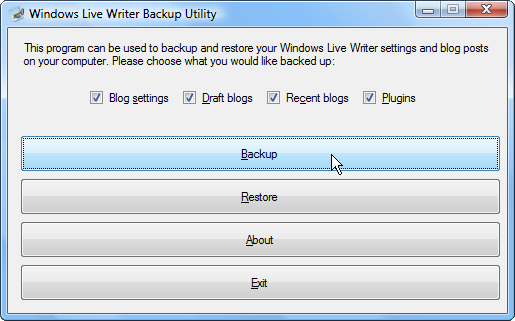 Windows Live Writer Backup Utility
This program can be used to backup and restore your Windows Live Writer settings and blog posts
on your computer. Please choose what you would like backed up:
Blog settings Draft blogs Recent blogs Plugins
Backup
Restore
About
Exit